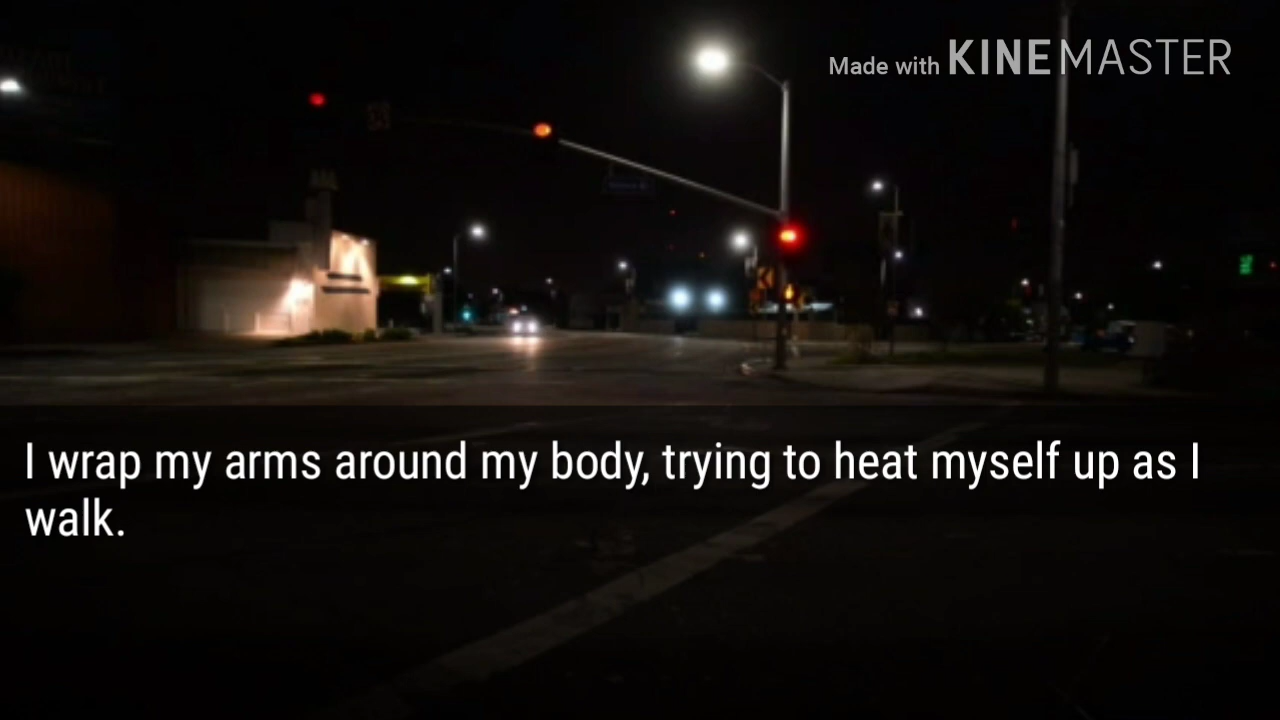 Made with KINEMASTER
I wrap my arms around my body, trying to heat myself up as I
walk.